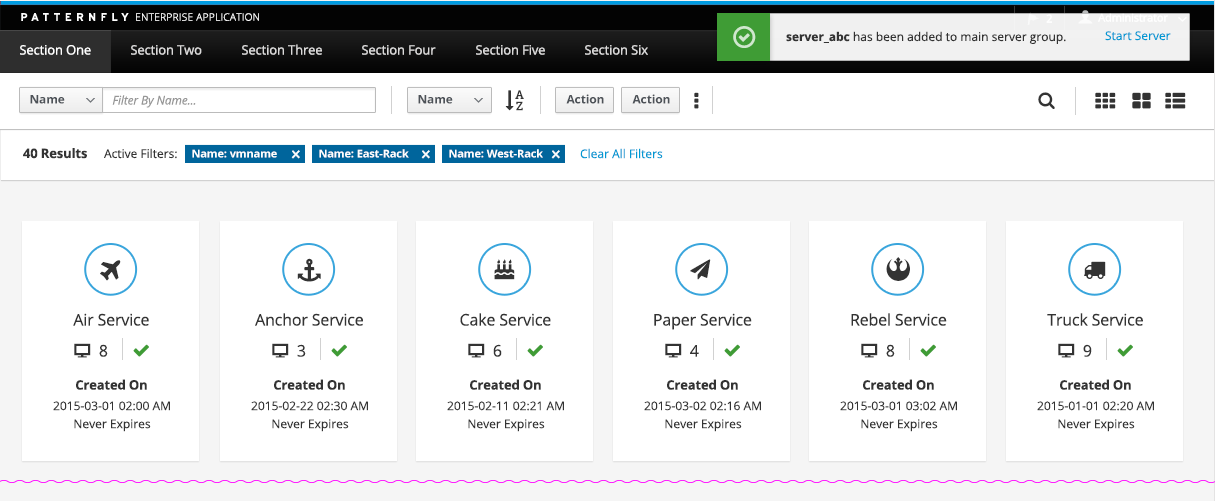 PATTERNFLY ENTERPRISE APPLICATION
2 Administrator
server_abc has been added to main server group. Start Server
Section One Section Two Section Three Section Four Section Five Section Six
Name Filter By Name... Name A Z Action Action
40 Results Active Filters: Name: vmname Name: East-Rack Name: West-Rack Clear All Filters
Air Service
8
Created On
2015-03-01 02:00 AM
Never Expires
Anchor Service
3
Created On
2015-02-22 02:30 AM
Never Expires
Cake Service
6
Created On
2015-02-11 02:21 AM
Never Expires
Paper Service
4
Created On
2015-03-02 02:16 AM
Never Expires
Rebel Service
8
Created On
2015-03-01 03:02 AM
Never Expires
Truck Service
9
Created On
2015-01-01 02:20 AM
Never Expires